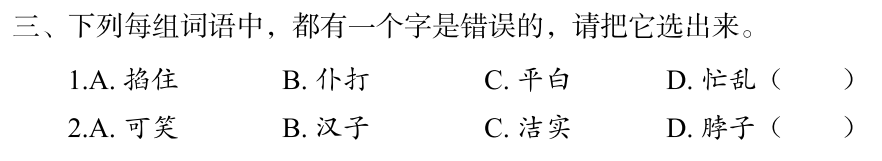 三、下列每组词语中，都有一个字是错误的，请把它选出来。
1.A. 掐住 B. 仆打 C. 平白 D. 忙乱（ ）
2.A. 可笑 B. 汉子 C. 洁实 D. 脖子（ ）